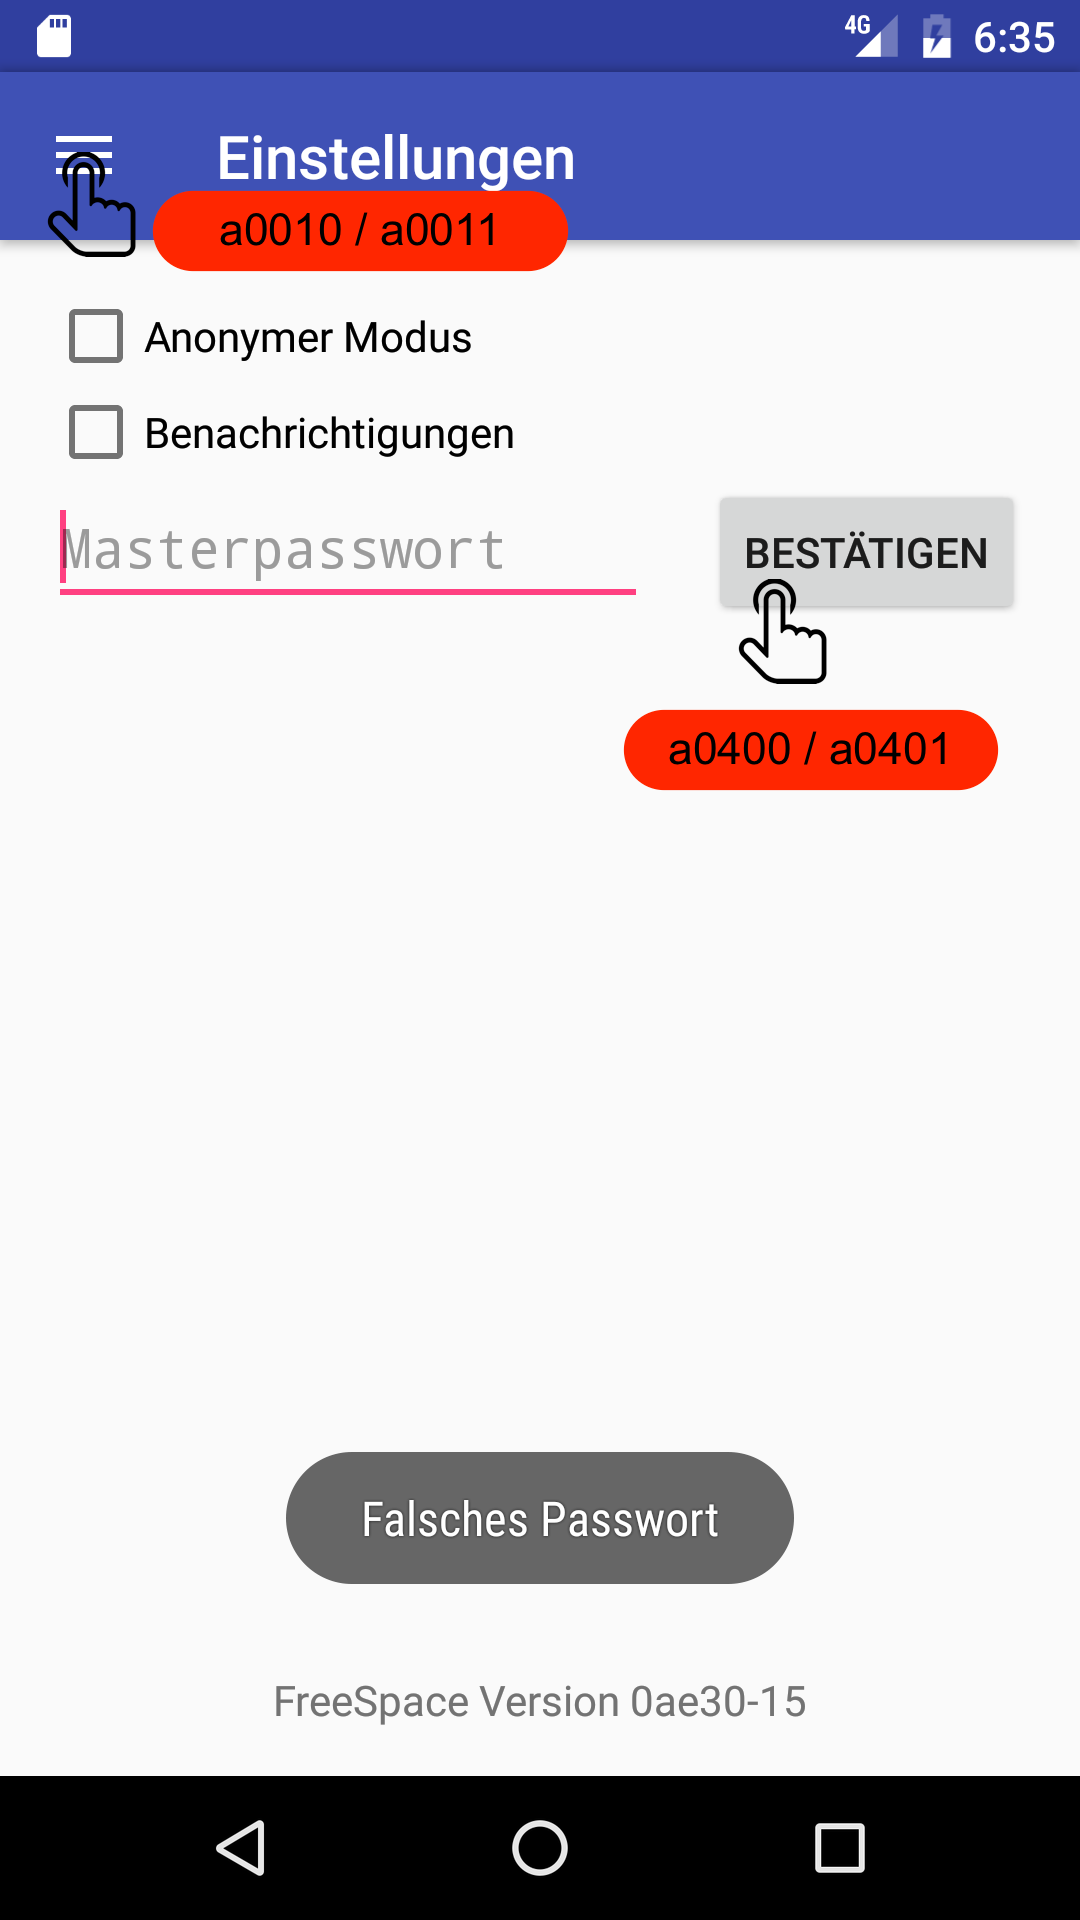 4G 6:35
Einstellungen
a0010 / a0011
Anonymer Modus
Benachrichtigungen
Masterpasswort
BESTÄTIGEN
a0400 / a0401
Falsches Passwort
FreeSpace Version 0ae30-15